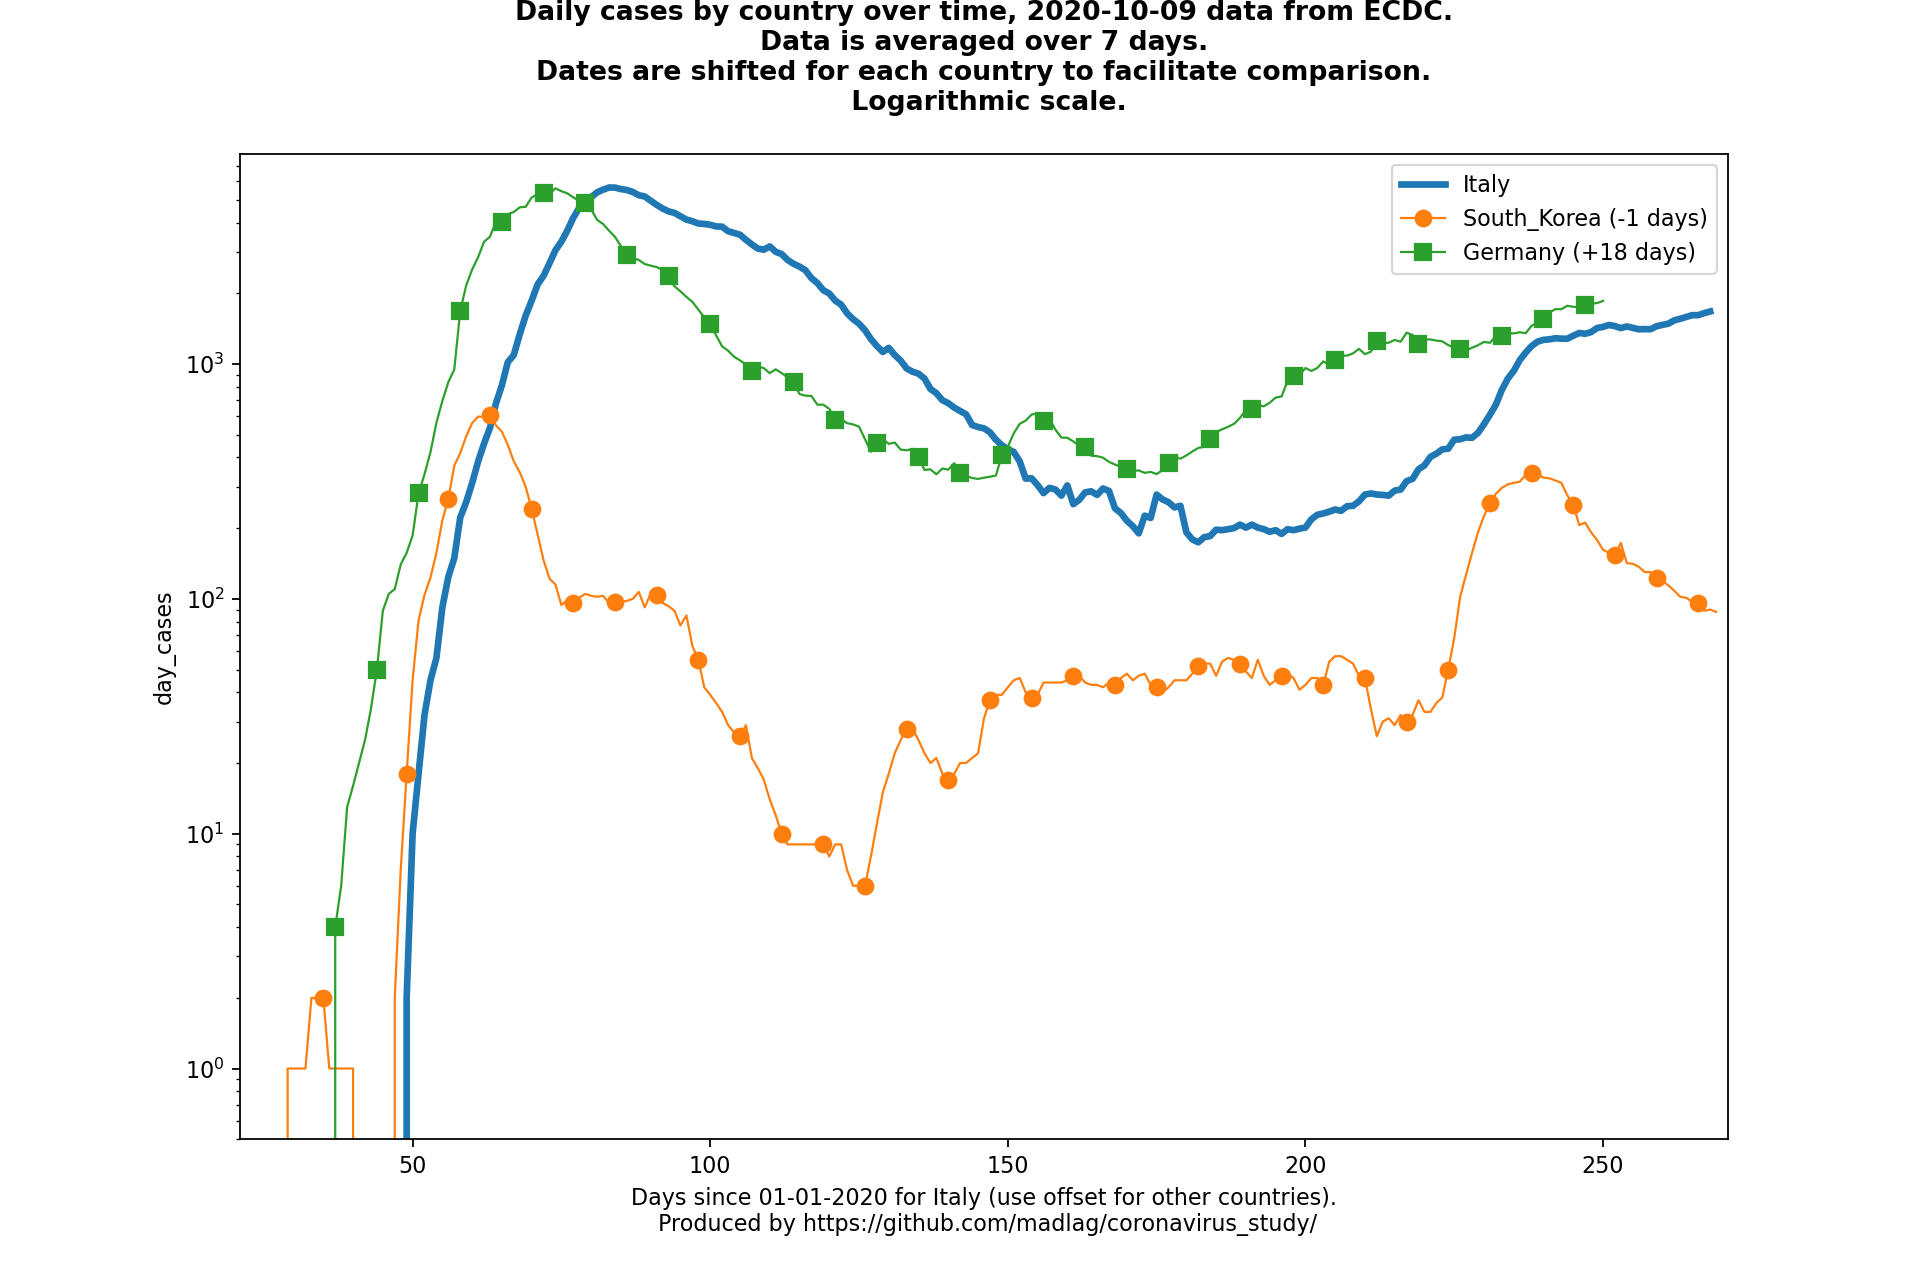 Daily cases by country over time, 2020-10-09 data from ECDC.
Data is averaged over 7 days.
Dates are shifted for each country to facilitate comparison.
Logarithmic scale.
Italy
South_Korea (-1 days)
Germany (+18 days)
10³
10²
10¹
10⁰
day_cases
50 100 150 200 250
Days since 01-01-2020 for Italy (use offset for other countries).
Produced by https://github.com/madlag/coronavirus_study/